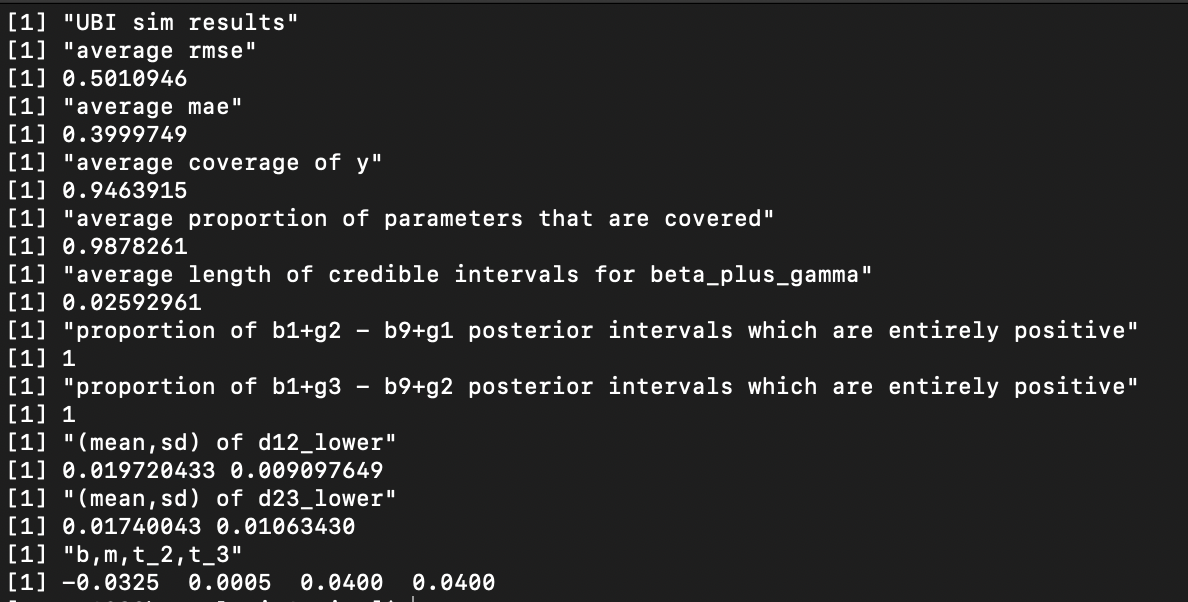 [1] "UBI sim results"
[1] "average rmse"
[1] 0.5010946
[1] "average mae"
[1] 0.3999749
[1] "average coverage of y"
[1] 0.9463915
[1] "average proportion of parameters that are covered"
[1] 0.9878261
[1] "average length of credible intervals for beta_plus_gamma"
[1] 0.02592961
[1] "proportion of b1+g2 - b9+g1 posterior intervals which are entirely positive"
[1] 1
[1] "proportion of b1+g3 - b9+g2 posterior intervals which are entirely positive"
[1] 1
[1] "(mean,sd) of d12_lower"
[1] 0.019720433 0.009097649
[1] "(mean,sd) of d23_lower"
[1] 0.01740043 0.01063430
[1] "b,m,t_2,t_3"
[1] -0.0325  0.0005  0.0400  0.0400